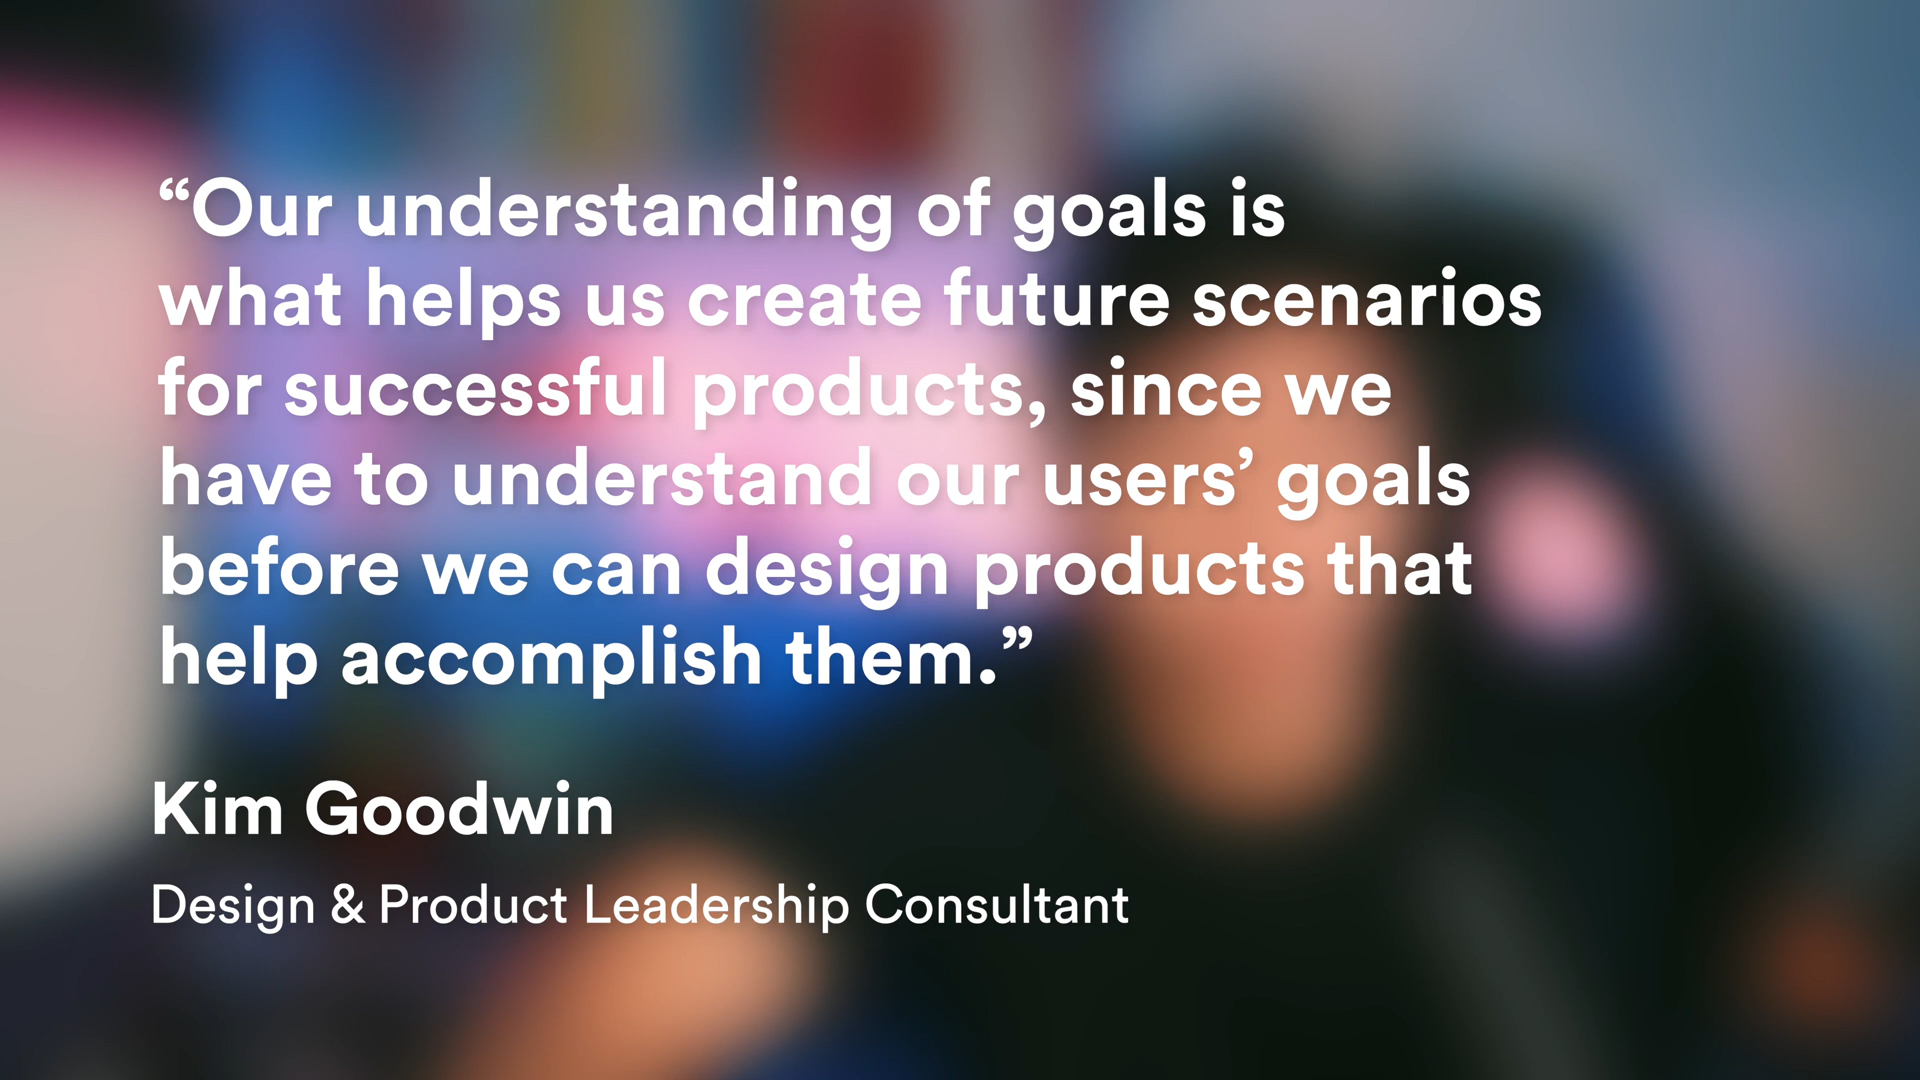 “Our understanding of goals is
what helps us create future scenarios
for successful products, since we
have to understand our users’ goals
before we can design products that
help accomplish them.”
Kim Goodwin
Design & Product Leadership Consultant